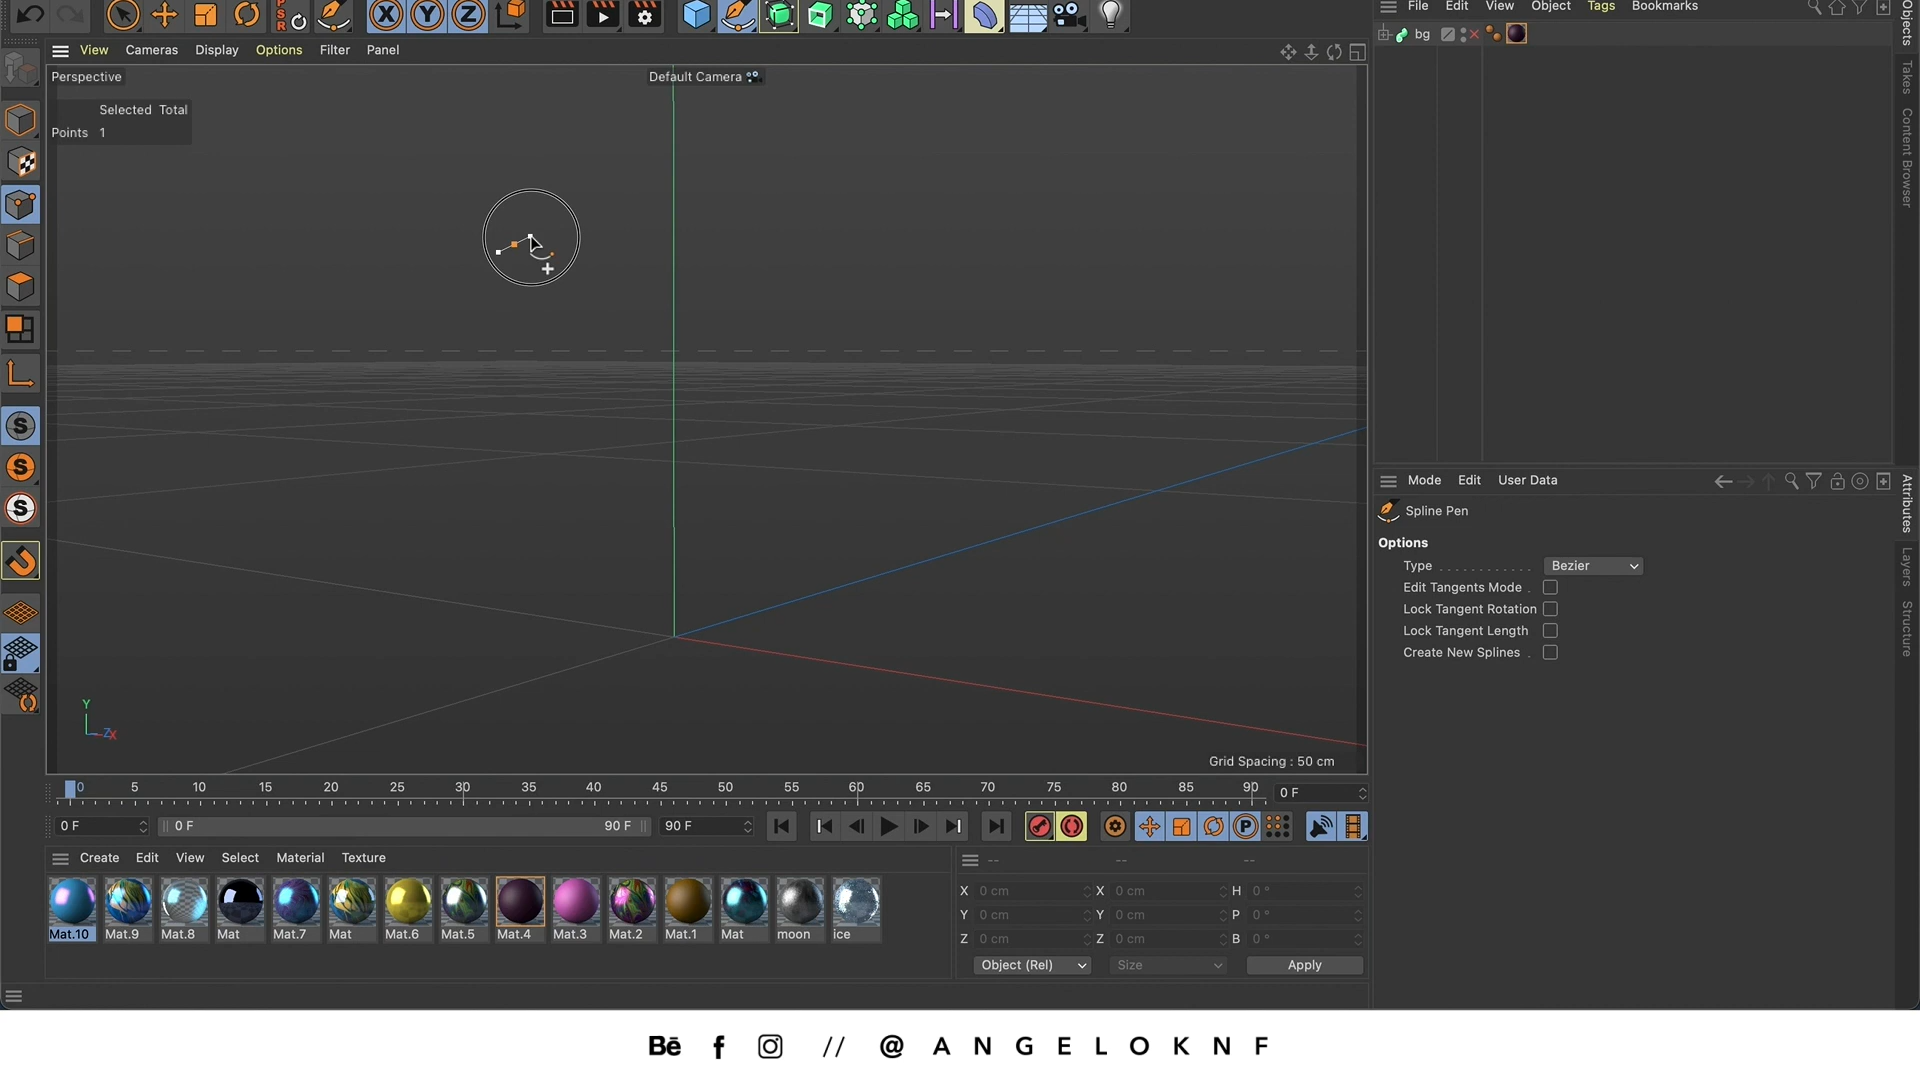 File Edit View Object Tags Bookmarks
View Cameras Display Options Filter Panel
bg
Perspective
Default Camera
Selected Total
Points 1
Objects
Takes
Content Browser
Mode Edit User Data
Attributes
Layers
Structure
Spline Pen
Options
Type Bezier
Edit Tangents Mode
Lock Tangent Rotation
Lock Tangent Length
Create New Splines
Y
ZX
Grid Spacing : 50 cm
0 5 10 15 20 25 30 35 40 45 50 55 60 65 70 75 80 85 90
0 F
0 F 0 F 90 F 90 F
Create Edit View Select Material Texture
-- -- --
X 0 cm X 0 cm H 0 °
Y 0 cm Y 0 cm P 0 °
Z 0 cm Z 0 cm B 0 °
Object (Rel) Size Apply
Mat.10 Mat.9 Mat.8 Mat Mat.7 Mat Mat.6 Mat.5 Mat.4 Mat.3 Mat.2 Mat.1 Mat moon ice
Bē f // @ANGELOKNF